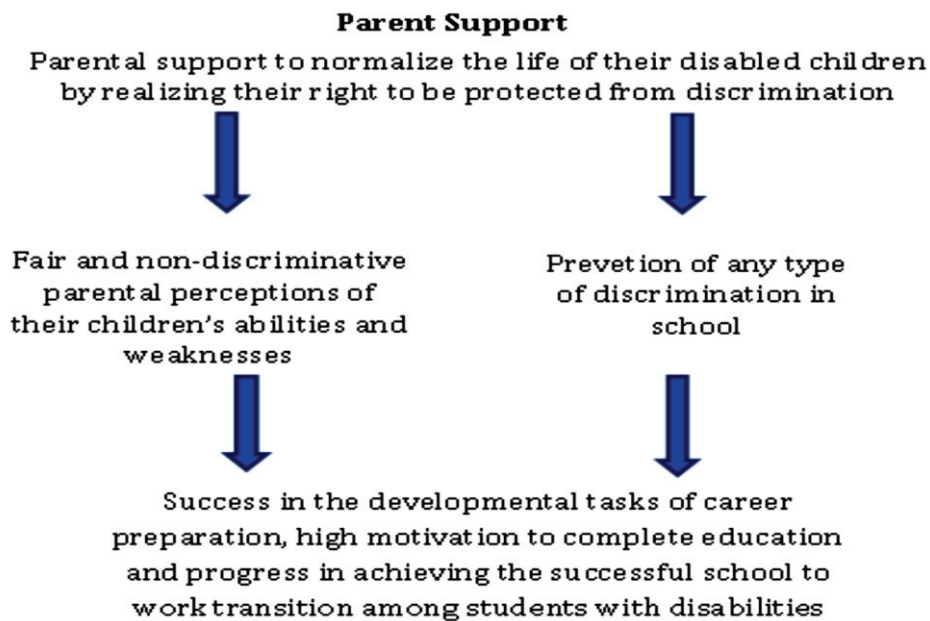 Parent Support
Parental support to normalize the life of their disabled children
by realizing their right to be protected from discrimination
Fair and non-discriminative
parental perceptions of
their children's abilities and
weaknesses
Prevetion of any type
of discrimination in
school
Success in the developmental tasks of career
preparation, high motivation to complete education
and progress in achieving the successful school to
work transition among students with disabilities